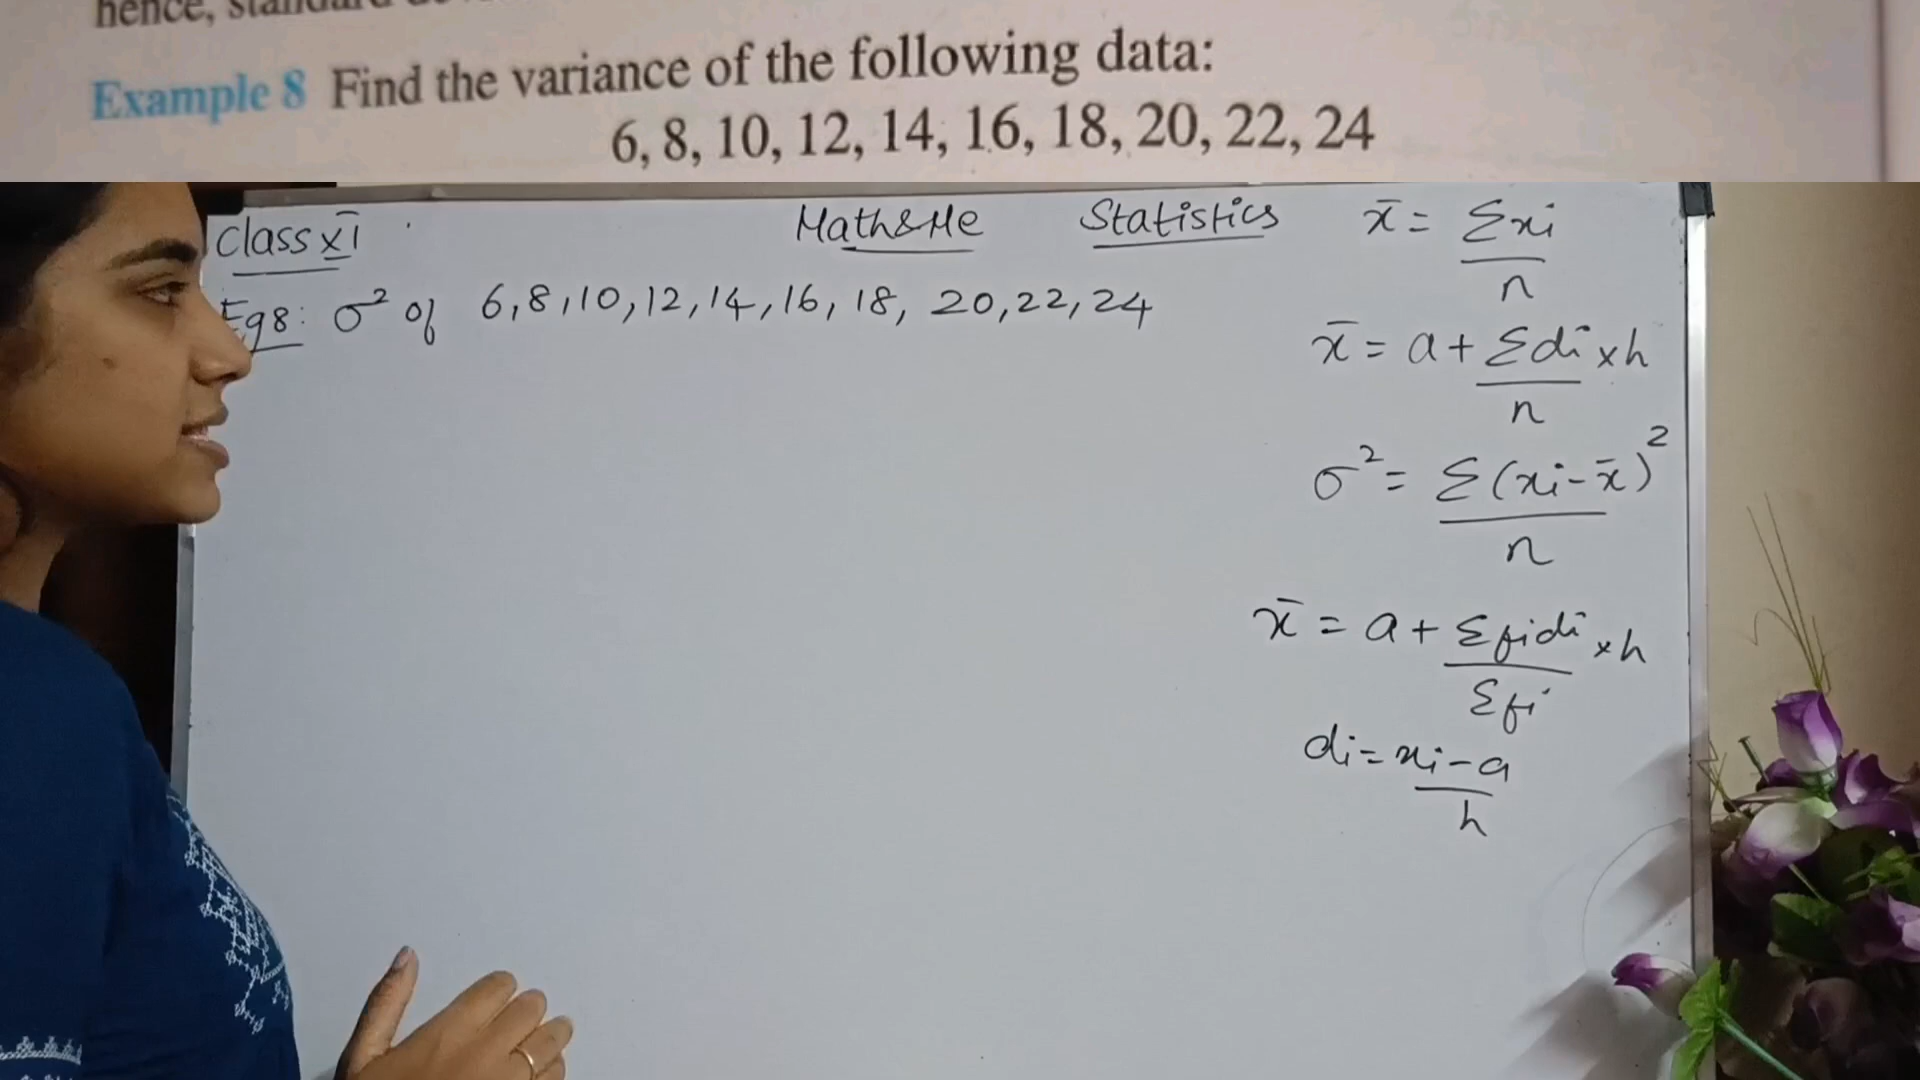 hence, standard
Example 8 Find the variance of the following data:
6, 8, 10, 12, 14, 16, 18, 20, 22, 24
Class XI
Math&Me
Statistics
Eg8: σ² of 6, 8, 10, 12, 14, 16, 18, 20, 22, 24
x̄ = Σxi / n
x̄ = a + Σdi / n × h
σ² = Σ(xi - x̄)² / n
x̄ = a + Σfidi / Σfi × h
di = xi - a / h